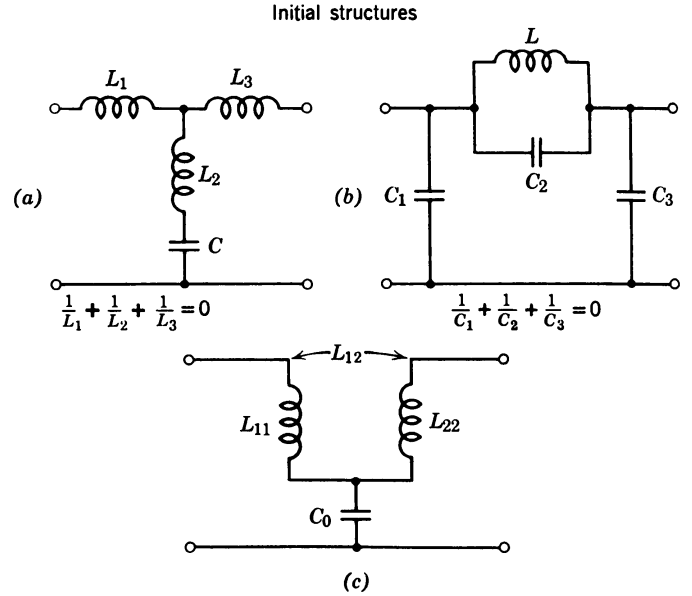 Initial structures
L₁ L₃
L₂
C
(a)
1/L₁ + 1/L₂ + 1/L₃ = 0
L
C₂
C₁ C₃
(b)
1/C₁ + 1/C₂ + 1/C₃ = 0
L₁₂
L₁₁ L₂₂
C₀
(c)